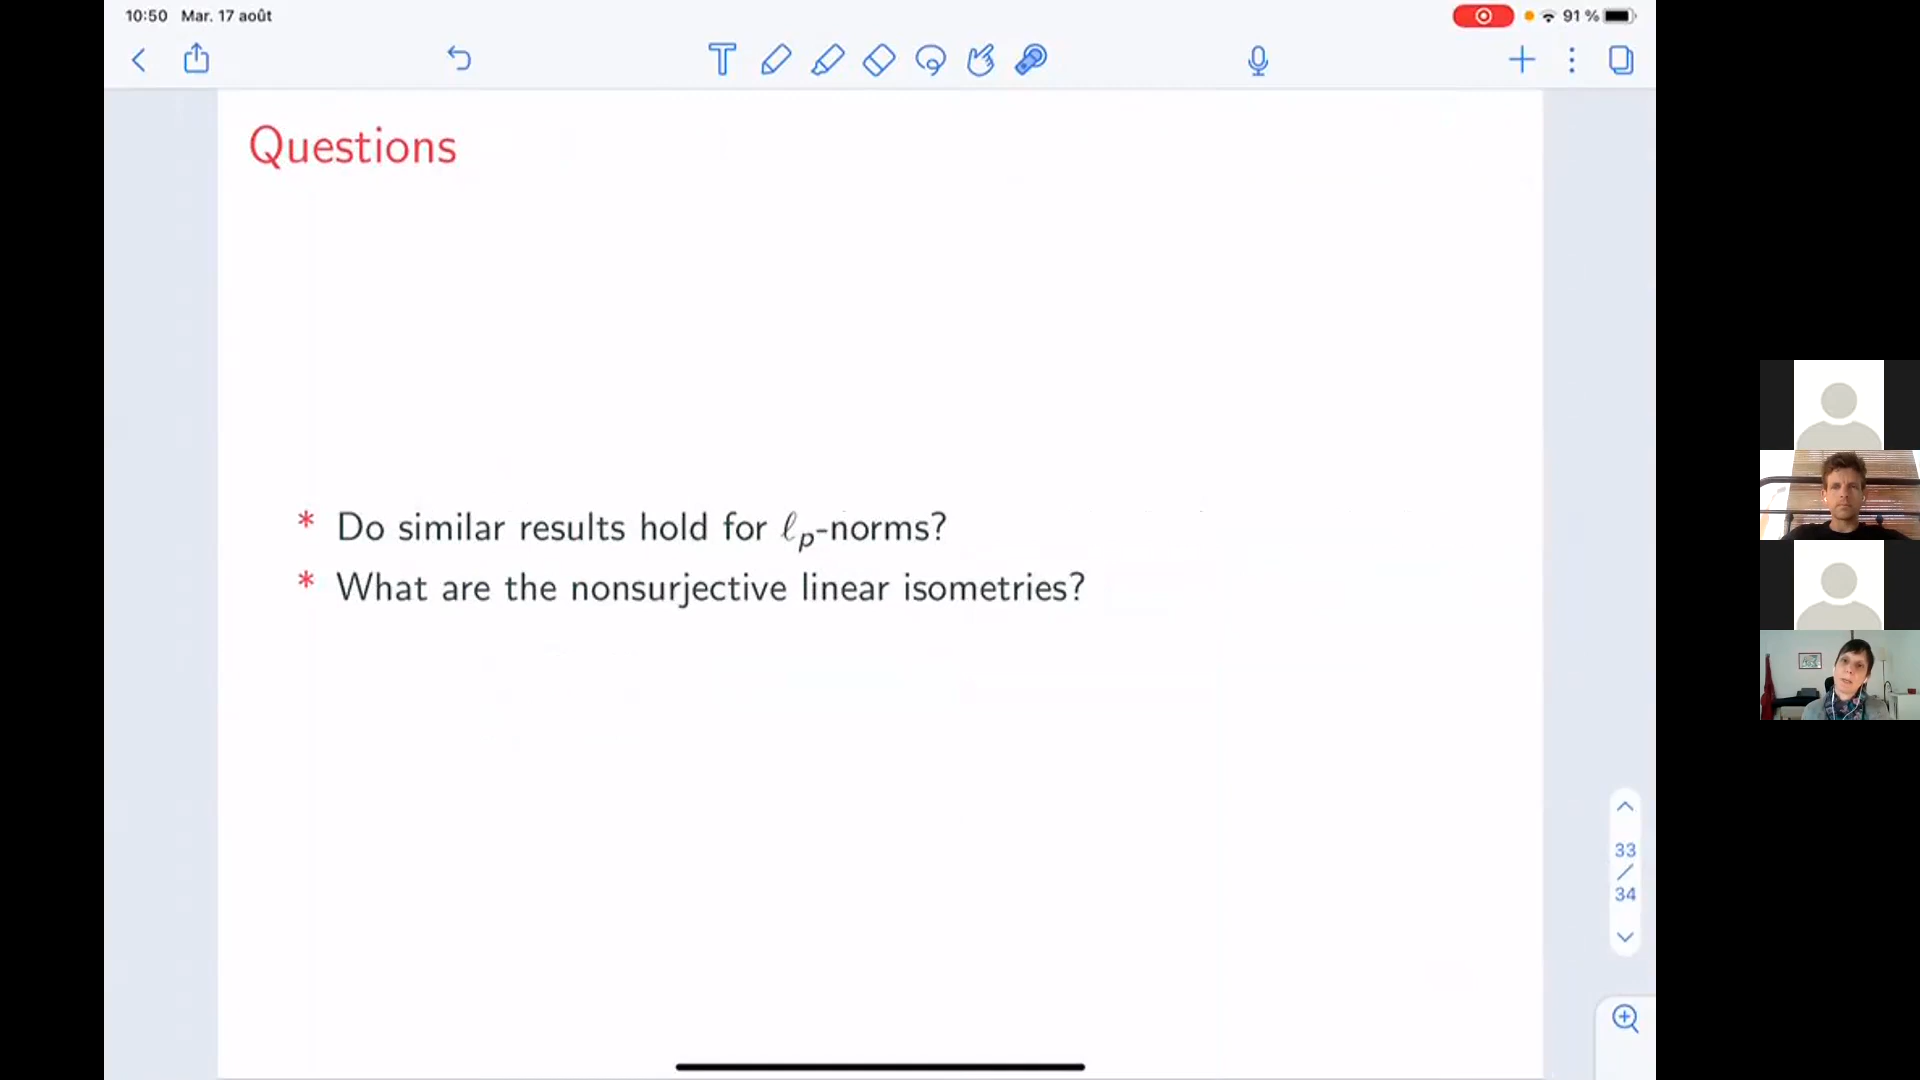 10:50 Mar. 17 août
91 %
Questions
* Do similar results hold for ℓp-norms?
* What are the nonsurjective linear isometries?
33
/
34